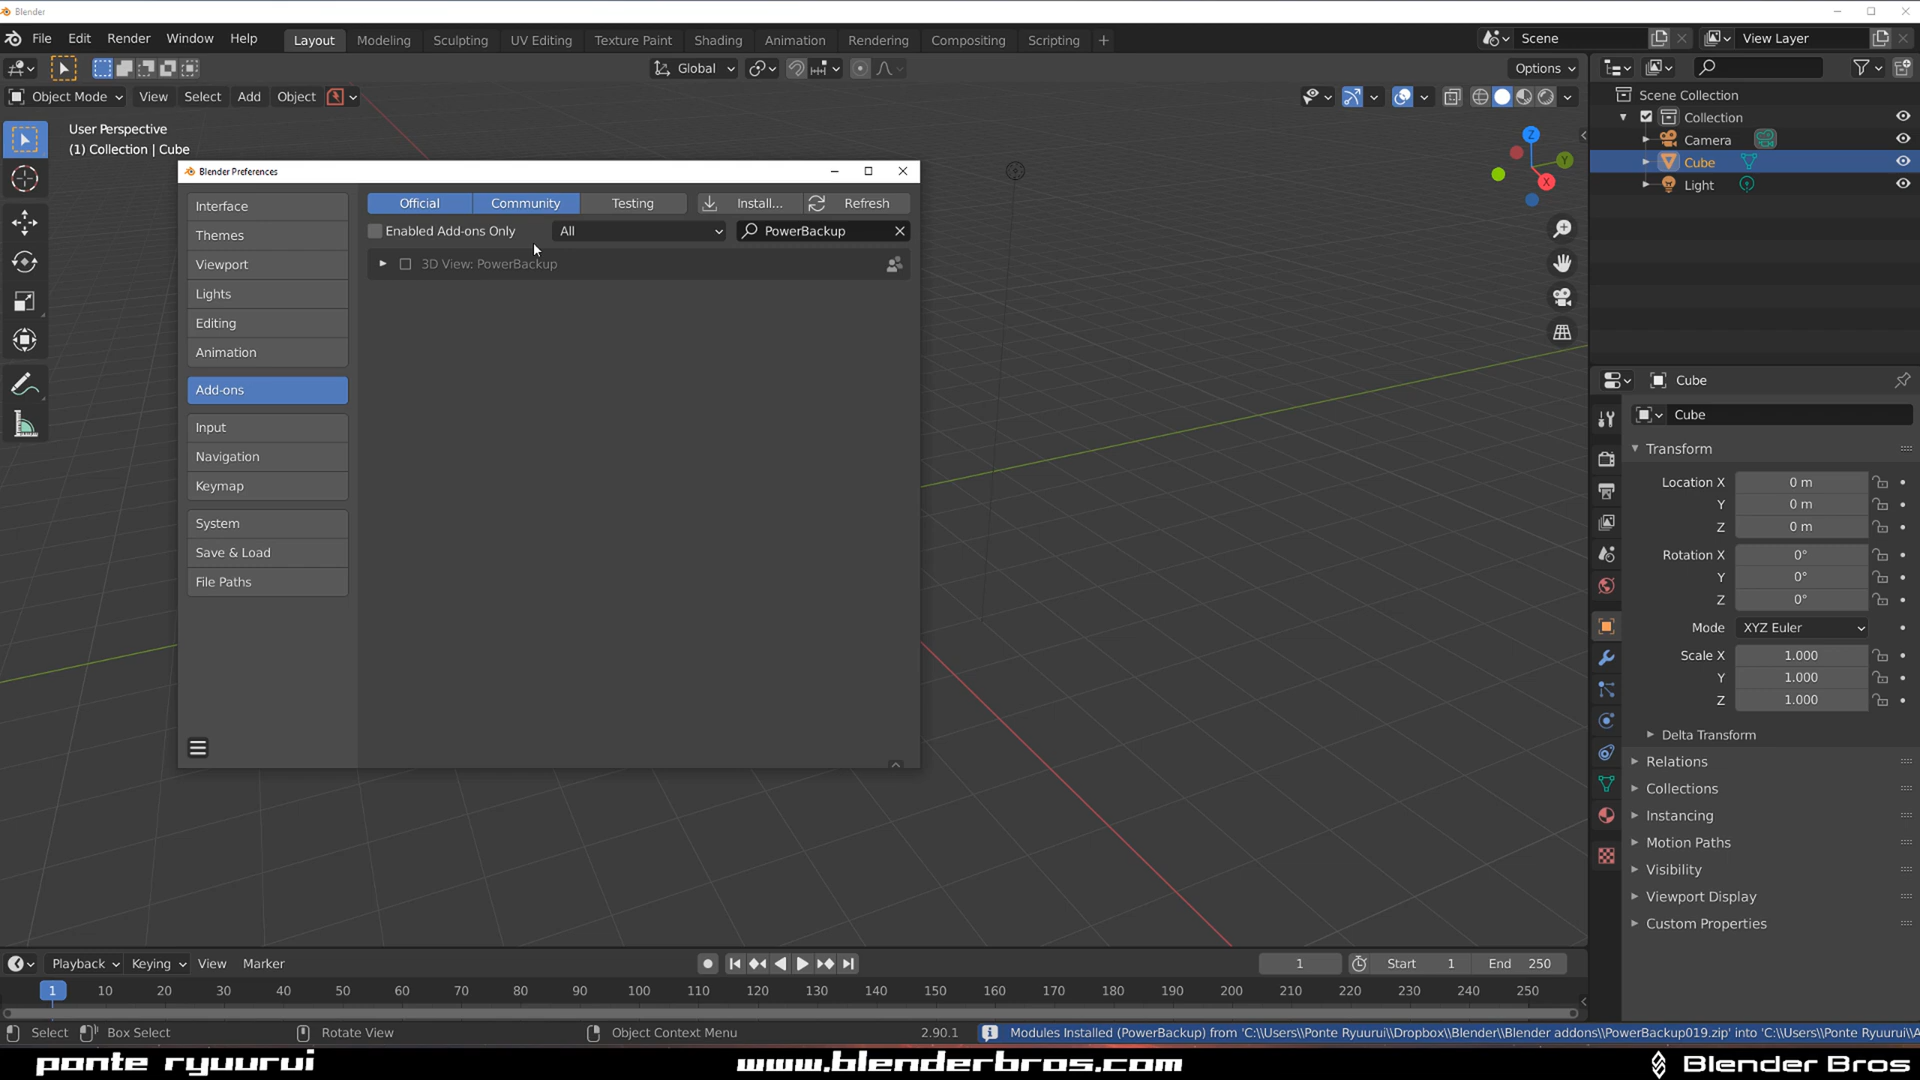 Blender
File Edit Render Window Help Layout Modeling Sculpting UV Editing Texture Paint Shading Animation Rendering Compositing Scripting + Scene View Layer
Global Options
Object Mode View Select Add Object
User Perspective
(1) Collection | Cube
Z
Y
X
Scene Collection
Collection
Camera
Cube
Light
Blender Preferences
Interface
Themes
Viewport
Lights
Editing
Animation
Add-ons
Input
Navigation
Keymap
System
Save & Load
File Paths
Official Community Testing Install... Refresh
Enabled Add-ons Only All PowerBackup
3D View: PowerBackup
Cube
Cube
Transform
Location X 0 m
Y 0 m
Z 0 m
Rotation X 0°
Y 0°
Z 0°
Mode XYZ Euler
Scale X 1.000
Y 1.000
Z 1.000
Delta Transform
Relations
Collections
Instancing
Motion Paths
Visibility
Viewport Display
Custom Properties
Playback Keying View Marker 1 Start 1 End 250
1 10 20 30 40 50 60 70 80 90 100 110 120 130 140 150 160 170 180 190 200 210 220 230 240 250
Select Box Select Rotate View Object Context Menu 2.90.1 Modules Installed (PowerBackup) from 'C:\\Users\\Ponte Ryuurui\\Dropbox\\Blender\\Blender addons\\PowerBackup019.zip' into 'C:\\Users\\Ponte Ryuurui\\A
ponte ryuurui www.blenderbros.com Blender Bros